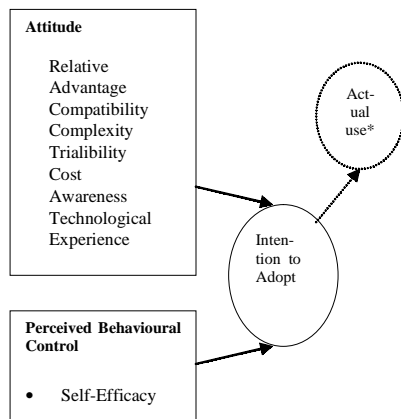 Attitude
Relative
Advantage
Compatibility
Complexity
Trialibility
Cost
Awareness
Technological
Experience
Act-
ual
use*
Inten-
tion to
Adopt
Perceived Behavioural
Control
• Self-Efficacy